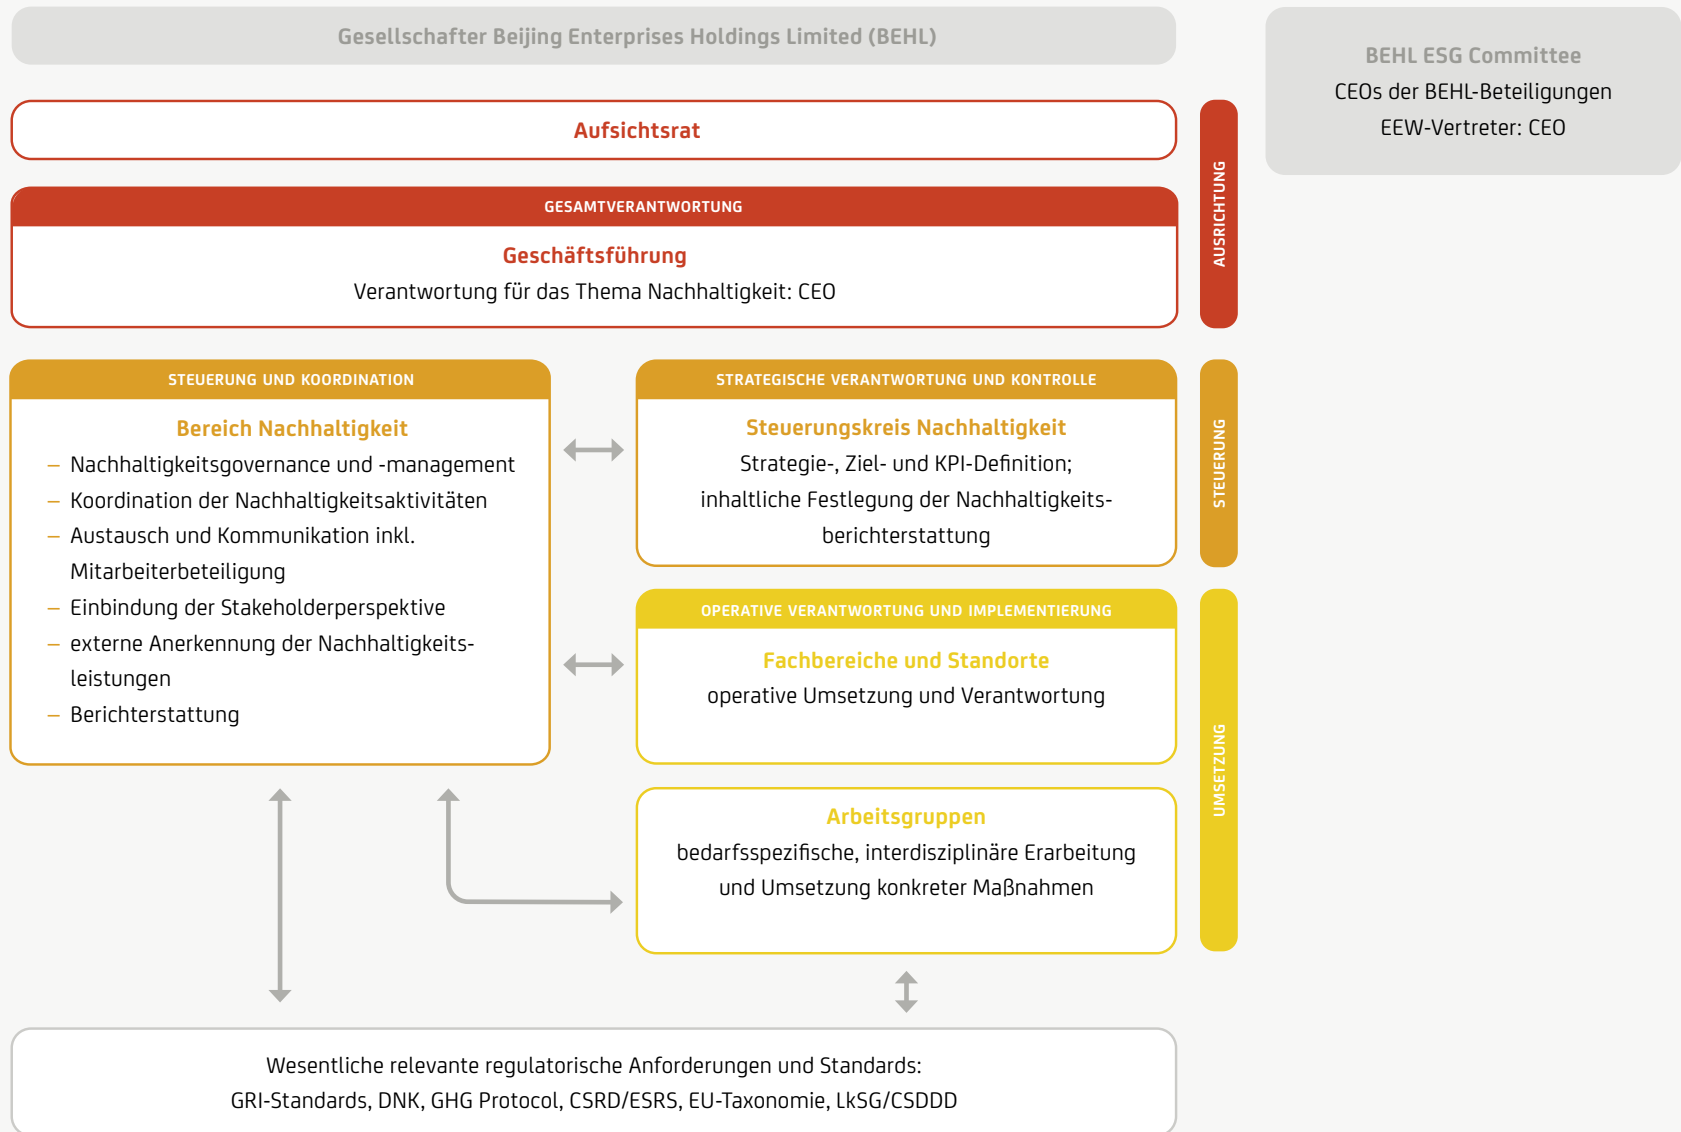 Gesellschafter Beijing Enterprises Holdings Limited (BEHL)
BEHL ESG Committee
CEOs der BEHL-Beteiligungen
EEW-Vertreter: CEO
Aufsichtsrat
GESAMTVERANTWORTUNG
Geschäftsführung
Verantwortung für das Thema Nachhaltigkeit: CEO
AUSRICHTUNG
STEUERUNG UND KOORDINATION
Bereich Nachhaltigkeit
– Nachhaltigkeitsgovernance und -management
– Koordination der Nachhaltigkeitsaktivitäten
– Austausch und Kommunikation inkl.
Mitarbeiterbeteiligung
– Einbindung der Stakeholderperspektive
– externe Anerkennung der Nachhaltigkeits-
leistungen
– Berichterstattung
STRATEGISCHE VERANTWORTUNG UND KONTROLLE
Steuerungskreis Nachhaltigkeit
Strategie-, Ziel- und KPI-Definition;
inhaltliche Festlegung der Nachhaltigkeits-
berichterstattung
STEUERUNG
OPERATIVE VERANTWORTUNG UND IMPLEMENTIERUNG
Fachbereiche und Standorte
operative Umsetzung und Verantwortung
Arbeitsgruppen
bedarfsspezifische, interdisziplinäre Erarbeitung
und Umsetzung konkreter Maßnahmen
UMSETZUNG
Wesentliche relevante regulatorische Anforderungen und Standards:
GRI-Standards, DNK, GHG Protocol, CSRD/ESRS, EU-Taxonomie, LkSG/CSDDD